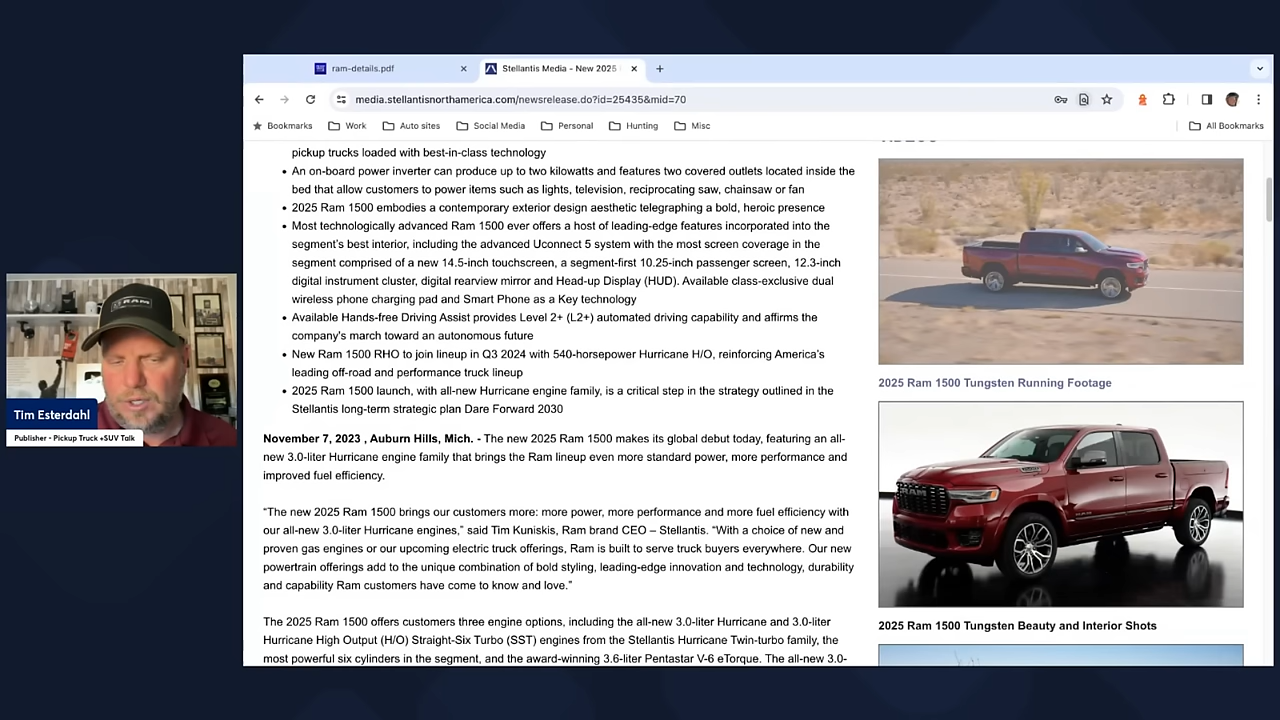 ram-details.pdf
Stellantis Media - New 2025
media.stellantisnorthamerica.com/newsrelease.do?id=25435&mid=70
Bookmarks
Work
Auto sites
Social Media
Personal
Hunting
Misc
All Bookmarks
pickup trucks loaded with best-in-class technology
• An on-board power inverter can produce up to two kilowatts and features two covered outlets located inside the
bed that allow customers to power items such as lights, television, reciprocating saw, chainsaw or fan
• 2025 Ram 1500 embodies a contemporary exterior design aesthetic telegraphing a bold, heroic presence
• Most technologically advanced Ram 1500 ever offers a host of leading-edge features incorporated into the
segment's best interior, including the advanced Uconnect 5 system with the most screen coverage in the
segment comprised of a new 14.5-inch touchscreen, a segment-first 10.25-inch passenger screen, 12.3-inch
digital instrument cluster, digital rearview mirror and Head-up Display (HUD). Available class-exclusive dual
wireless phone charging pad and Smart Phone as a Key technology
• Available Hands-free Driving Assist provides Level 2+ (L2+) automated driving capability and affirms the
company's march toward an autonomous future
• New Ram 1500 RHO to join lineup in Q3 2024 with 540-horsepower Hurricane H/O, reinforcing America's
leading off-road and performance truck lineup
• 2025 Ram 1500 launch, with all-new Hurricane engine family, is a critical step in the strategy outlined in the
Stellantis long-term strategic plan Dare Forward 2030
November 7, 2023 , Auburn Hills, Mich. - The new 2025 Ram 1500 makes its global debut today, featuring an all-
new 3.0-liter Hurricane engine family that brings the Ram lineup even more standard power, more performance and
improved fuel efficiency.
"The new 2025 Ram 1500 brings our customers more: more power, more performance and more fuel efficiency with
our all-new 3.0-liter Hurricane engines," said Tim Kuniskis, Ram brand CEO – Stellantis. "With a choice of new and
proven gas engines or our upcoming electric truck offerings, Ram is built to serve truck buyers everywhere. Our new
powertrain offerings add to the unique combination of bold styling, leading-edge innovation and technology, durability
and capability Ram customers have come to know and love."
The 2025 Ram 1500 offers customers three engine options, including the all-new 3.0-liter Hurricane and 3.0-liter
Hurricane High Output (H/O) Straight-Six Turbo (SST) engines from the Stellantis Hurricane Twin-turbo family, the
most powerful six cylinders in the segment, and the award-winning 3.6-liter Pentastar V-6 eTorque. The all-new 3.0-
2025 Ram 1500 Tungsten Running Footage
RAM
2025 Ram 1500 Tungsten Beauty and Interior Shots
RAM
Tim Esterdahl
Publisher - Pickup Truck +SUV Talk